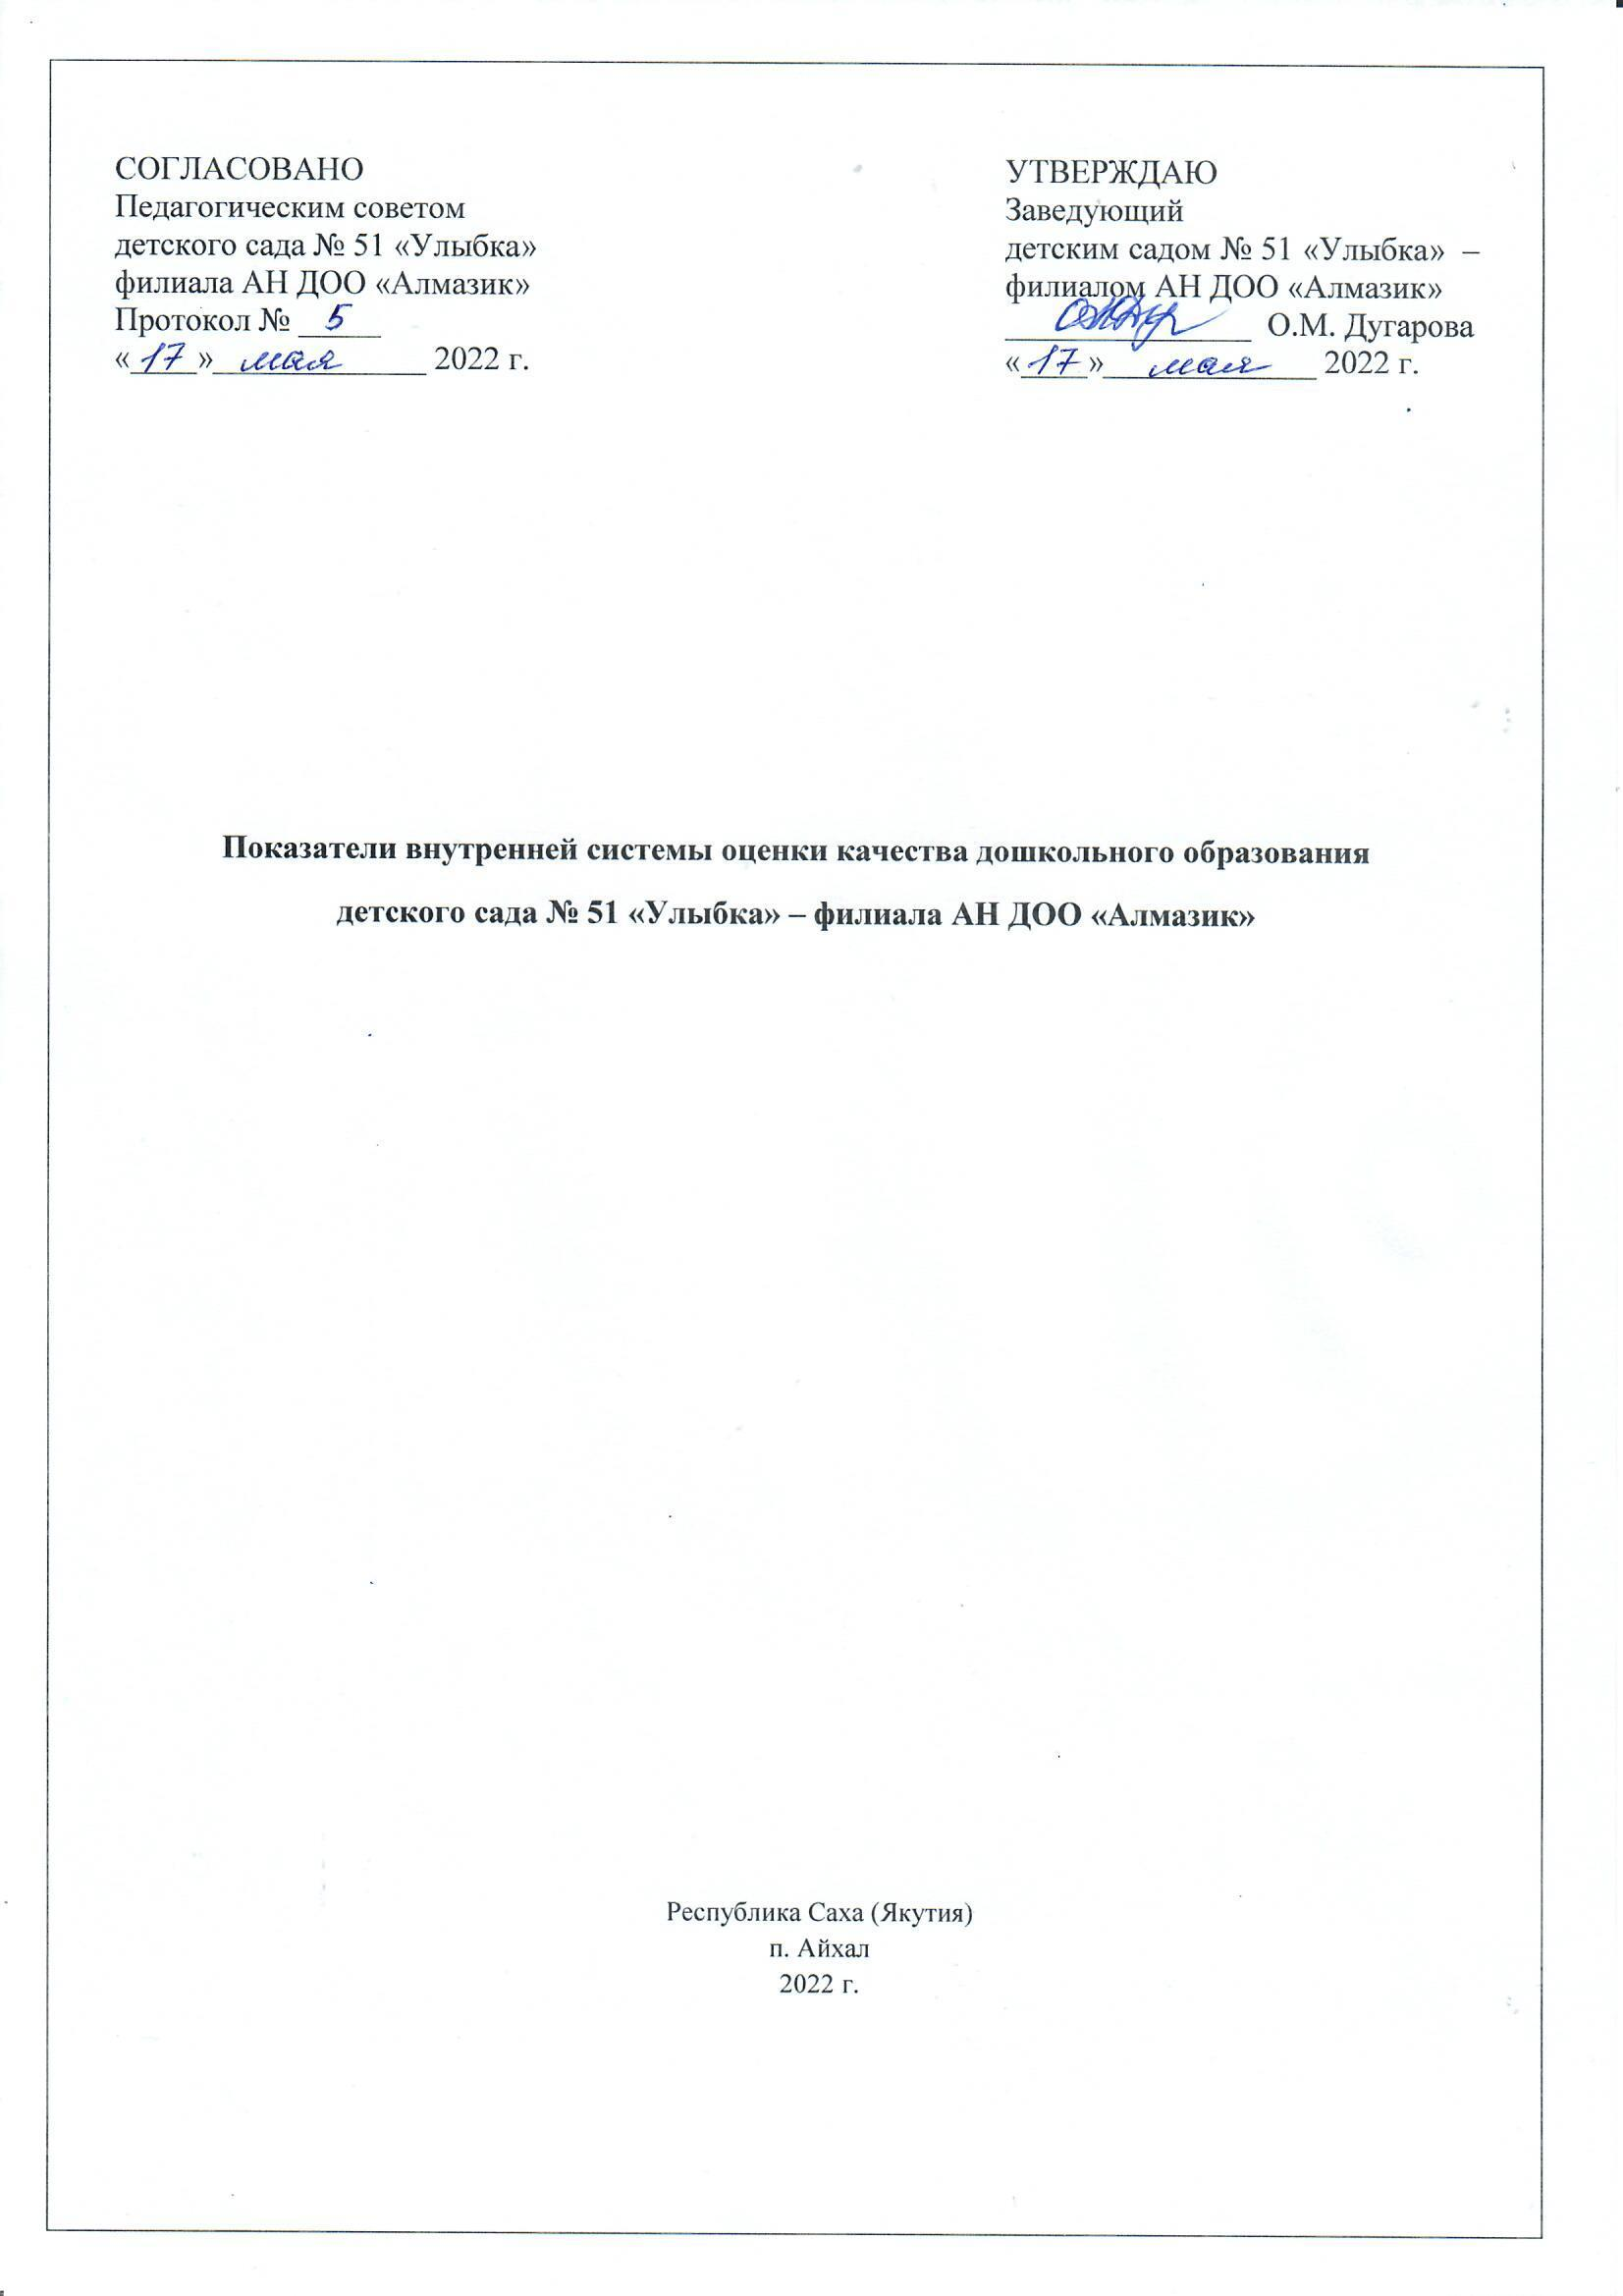 СОГЛАСОВАНО
Педагогическим советом
детского сада № 51 «Улыбка»
филиала АН ДОО «Алмазик»
Протокол № 5
«17» мая 2022 г.
УТВЕРЖДАЮ
Заведующий
детским садом № 51 «Улыбка» –
филиалом АН ДОО «Алмазик»
О.М. Дугарова
«17» мая 2022 г.
Показатели внутренней системы оценки качества дошкольного образования
детского сада № 51 «Улыбка» – филиала АН ДОО «Алмазик»
Республика Саха (Якутия)
п. Айхал
2022 г.